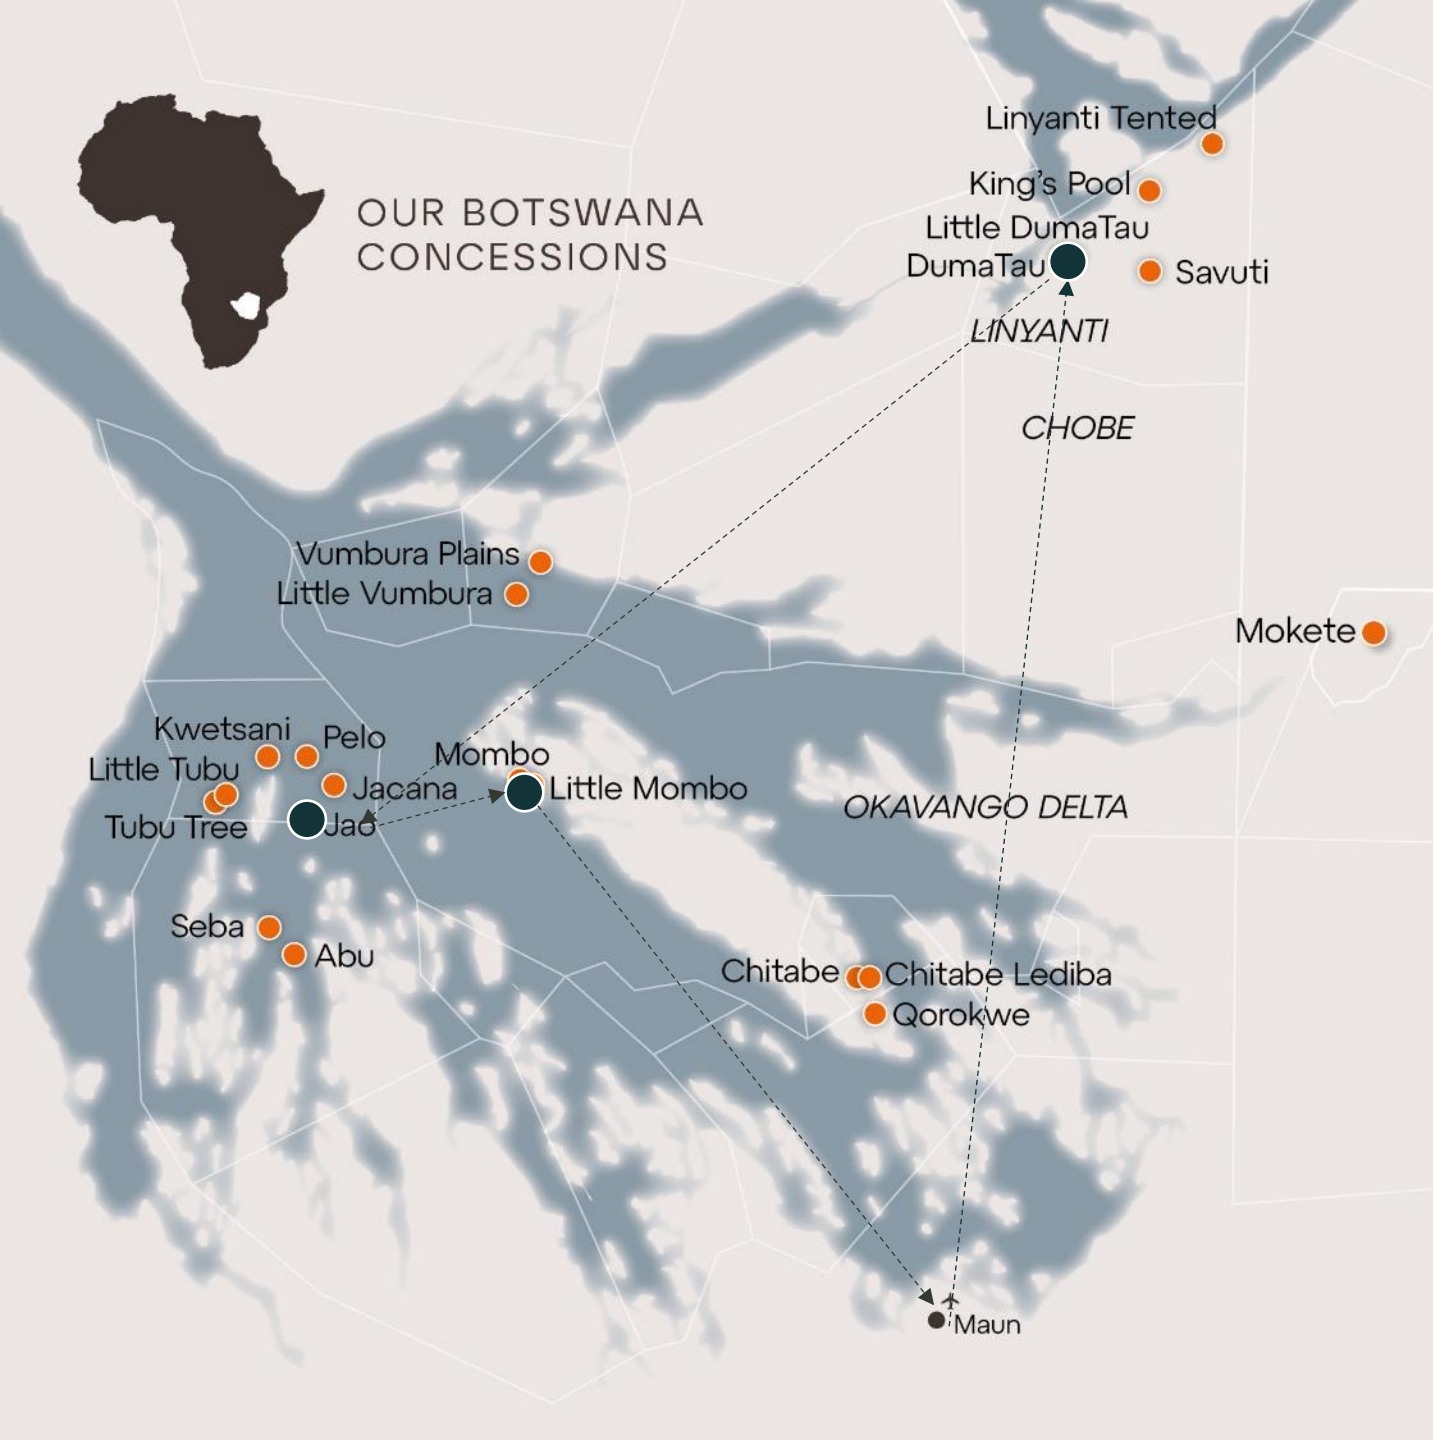 OUR BOTSWANA
CONCESSIONS
Linyanti Tented
King's Pool
Little DumaTau
DumaTau
Savuti
LINYANTI
CHOBE
Vumbura Plains
Little Vumbura
Mokete
Kwetsani
Pelo
Little Tubu
Jacana
Tubu Tree
Jao
Mombo
Little Mombo
OKAVANGO DELTA
Seba
Abu
Chitabe
Chitabe Lediba
Qorokwe
Maun